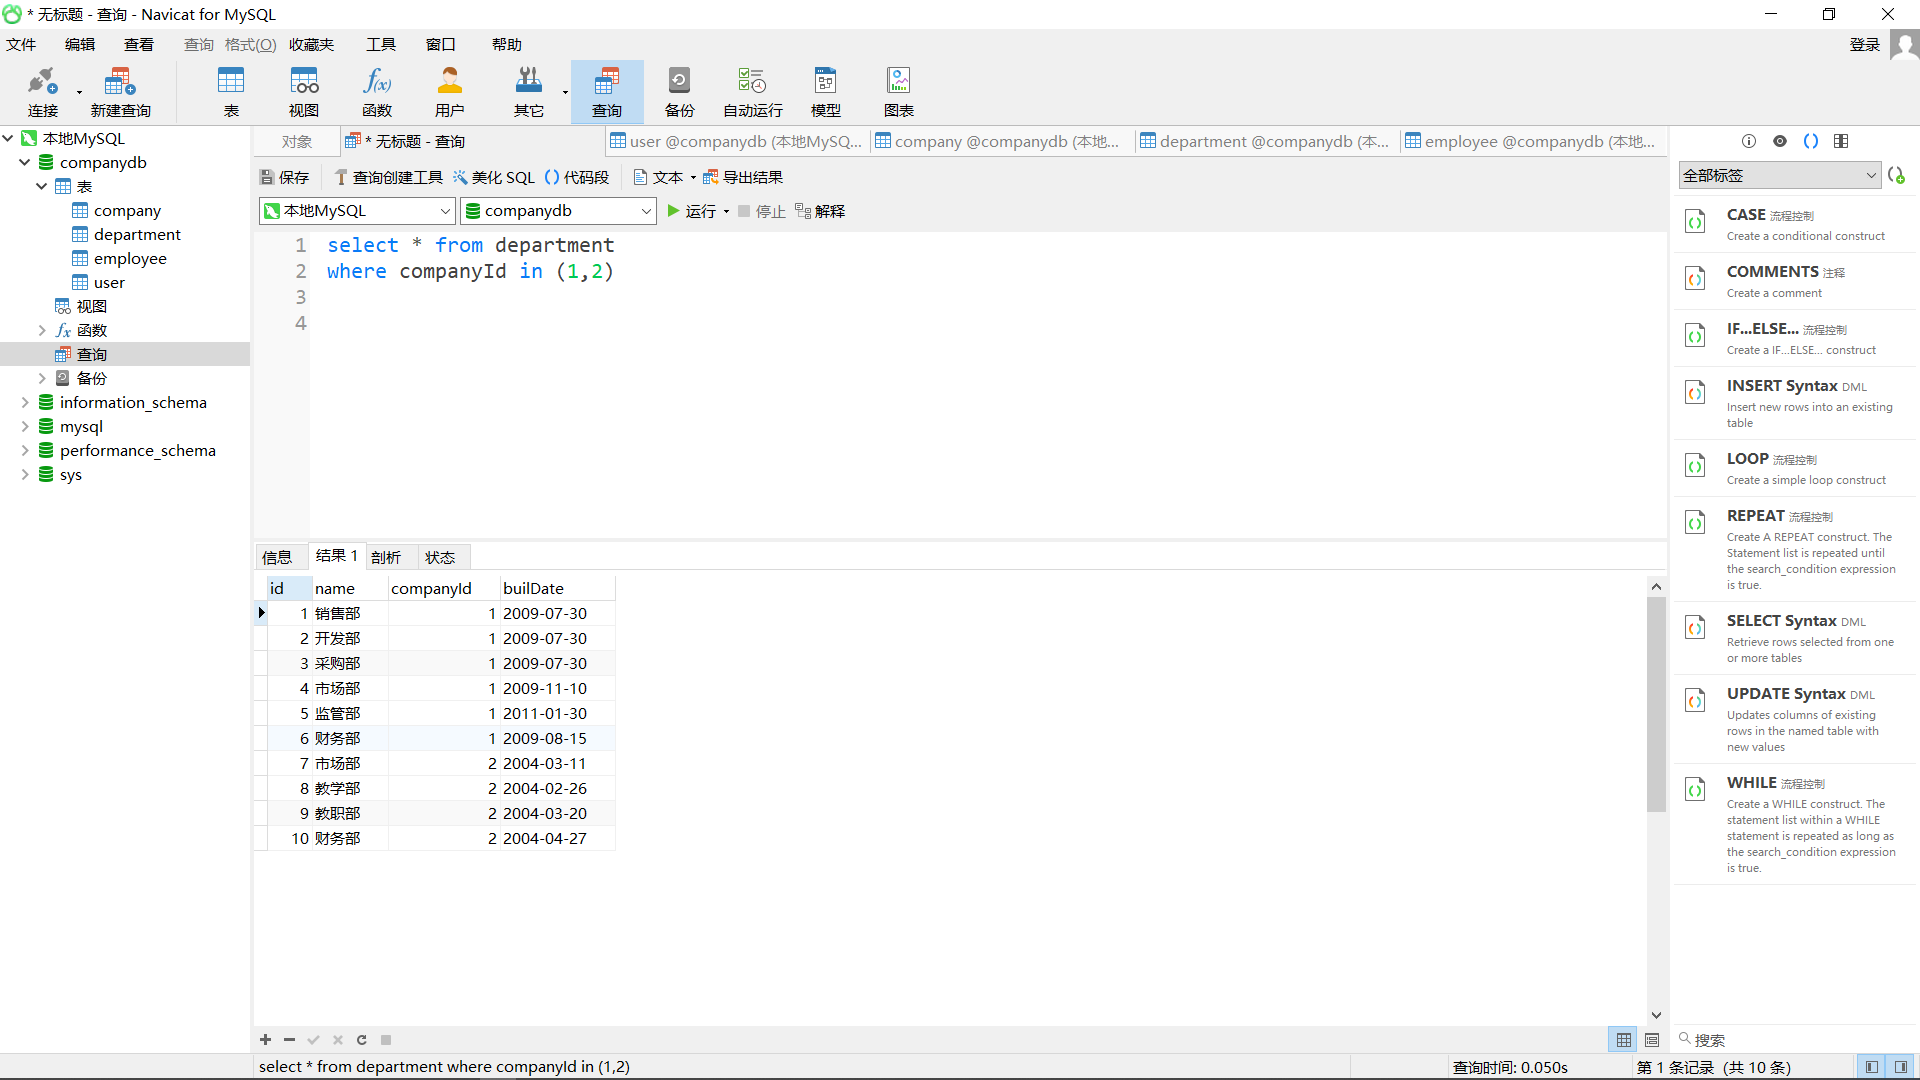 * 无标题 - 查询 - Navicat for MySQL
文件 编辑 查看 查询 格式(O) 收藏夹 工具 窗口 帮助 登录
连接 新建查询 表 视图 函数 用户 其它 查询 备份 自动运行 模型 图表
本地MySQL
companydb
表
company
department
employee
user
视图
函数
查询
备份
information_schema
mysql
performance_schema
sys
对象 * 无标题 - 查询 user @companydb (本地MySQ... company @companydb (本地... department @companydb (本... employee @companydb (本地...
保存 查询创建工具 美化 SQL 代码段 文本 导出结果
本地MySQL companydb 运行 停止 解释
1 select * from department
2 where companyId in (1,2)
3
4
信息 结果 1 剖析 状态
id name companyId builDate
1 销售部 1 2009-07-30
2 开发部 1 2009-07-30
3 采购部 1 2009-07-30
4 市场部 1 2009-11-10
5 监管部 1 2011-01-30
6 财务部 1 2009-08-15
7 市场部 2 2004-03-11
8 教学部 2 2004-02-26
9 教职部 2 2004-03-20
10 财务部 2 2004-04-27
全部标签
CASE 流程控制
Create a conditional construct
COMMENTS 注释
Create a comment
IF...ELSE... 流程控制
Create a IF...ELSE... construct
INSERT Syntax DML
Insert new rows into an existing
table
LOOP 流程控制
Create a simple loop construct
REPEAT 流程控制
Create A REPEAT construct. The
Statement list is repeated until
the search_condition expression
is true.
SELECT Syntax DML
Retrieve rows selected from one
or more tables
UPDATE Syntax DML
Updates columns of existing
rows in the named table with
new values
WHILE 流程控制
Create a WHILE construct. The
statement list within a WHILE
statement is repeated as long as
the search_condition expression
is true.
搜索
select * from department where companyId in (1,2) 查询时间: 0.050s 第 1 条记录 (共 10 条)